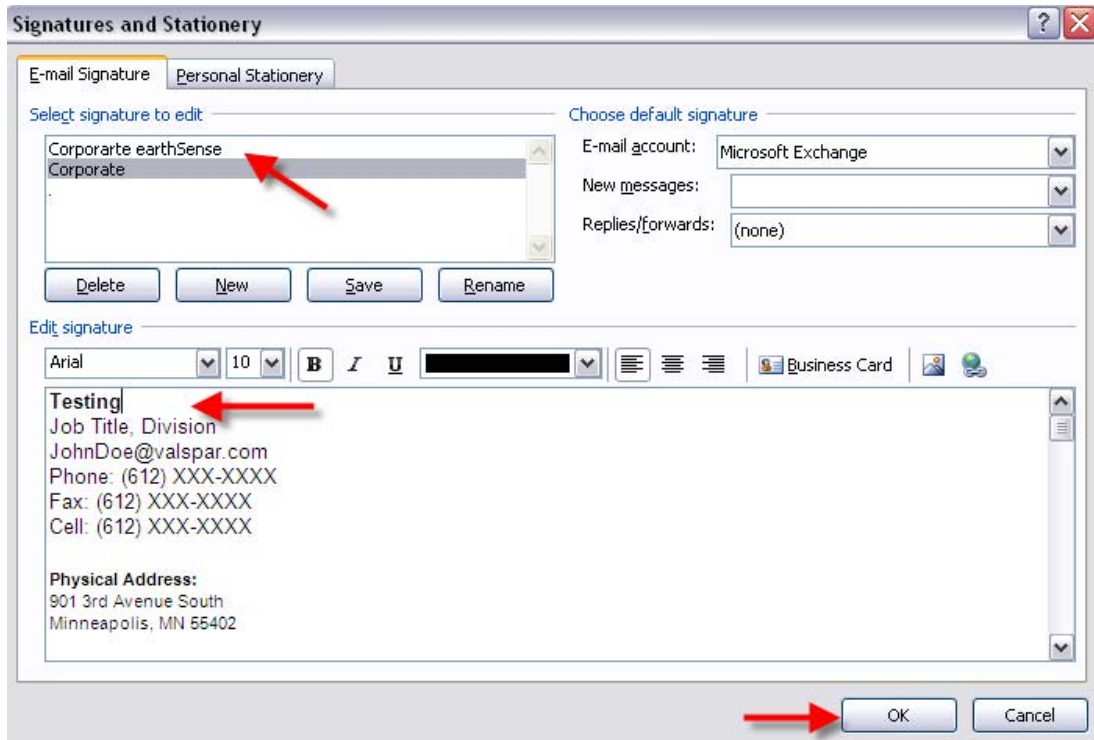 Signatures and Stationery
?
E-mail Signature
Personal Stationery
Select signature to edit
Corporarte earthSense
Corporate
.
Delete
New
Save
Rename
Choose default signature
E-mail account: Microsoft Exchange
New messages:
Replies/forwards: (none)
Edit signature
Arial 10 B I U Business Card
Testing
Job Title, Division
JohnDoe@valspar.com
Phone: (612) XXX-XXXX
Fax: (612) XXX-XXXX
Cell: (612) XXX-XXXX
Physical Address:
901 3rd Avenue South
Minneapolis, MN 55402
OK
Cancel